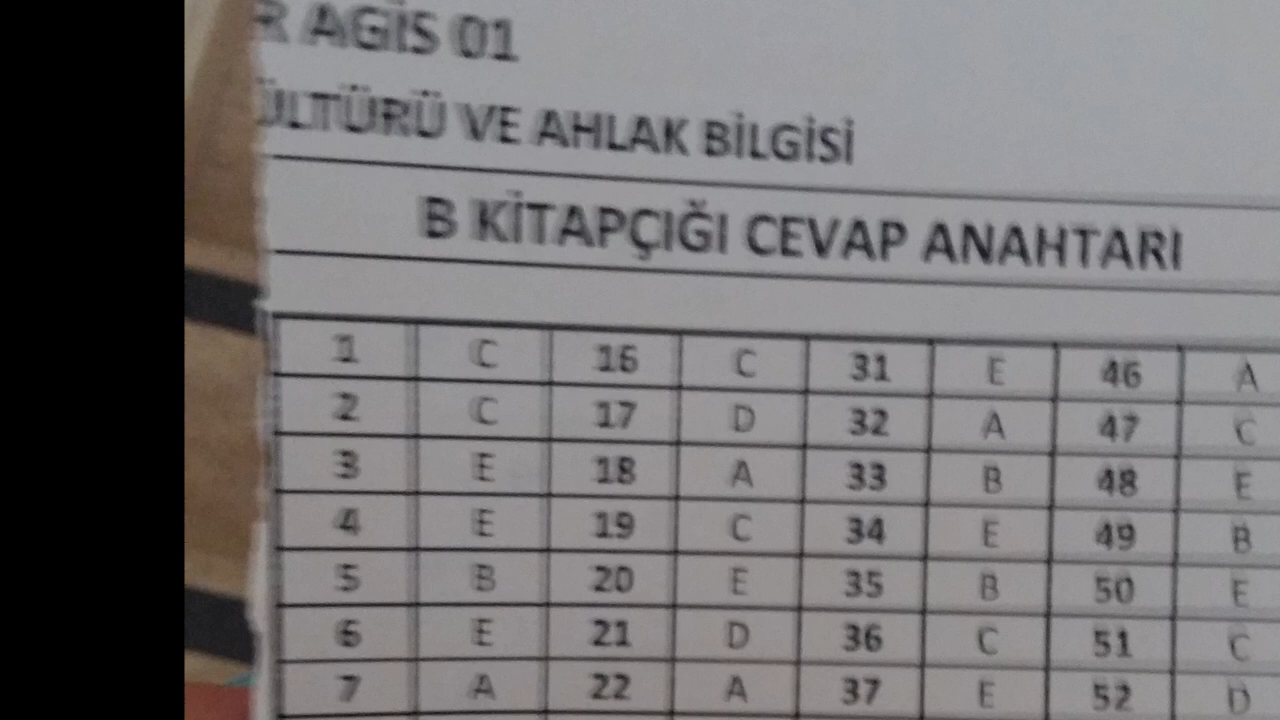 R AGİS 01
ÜLTÜRÜ VE AHLAK BİLGİSİ
B KİTAPÇIĞI CEVAP ANAHTARI
1 C 16 C 31 E 46 A
2 C 17 D 32 A 47 C
3 E 18 A 33 B 48 E
4 E 19 C 34 E 49 B
5 B 20 E 35 B 50 E
6 E 21 D 36 C 51 C
7 A 22 A 37 E 52 D